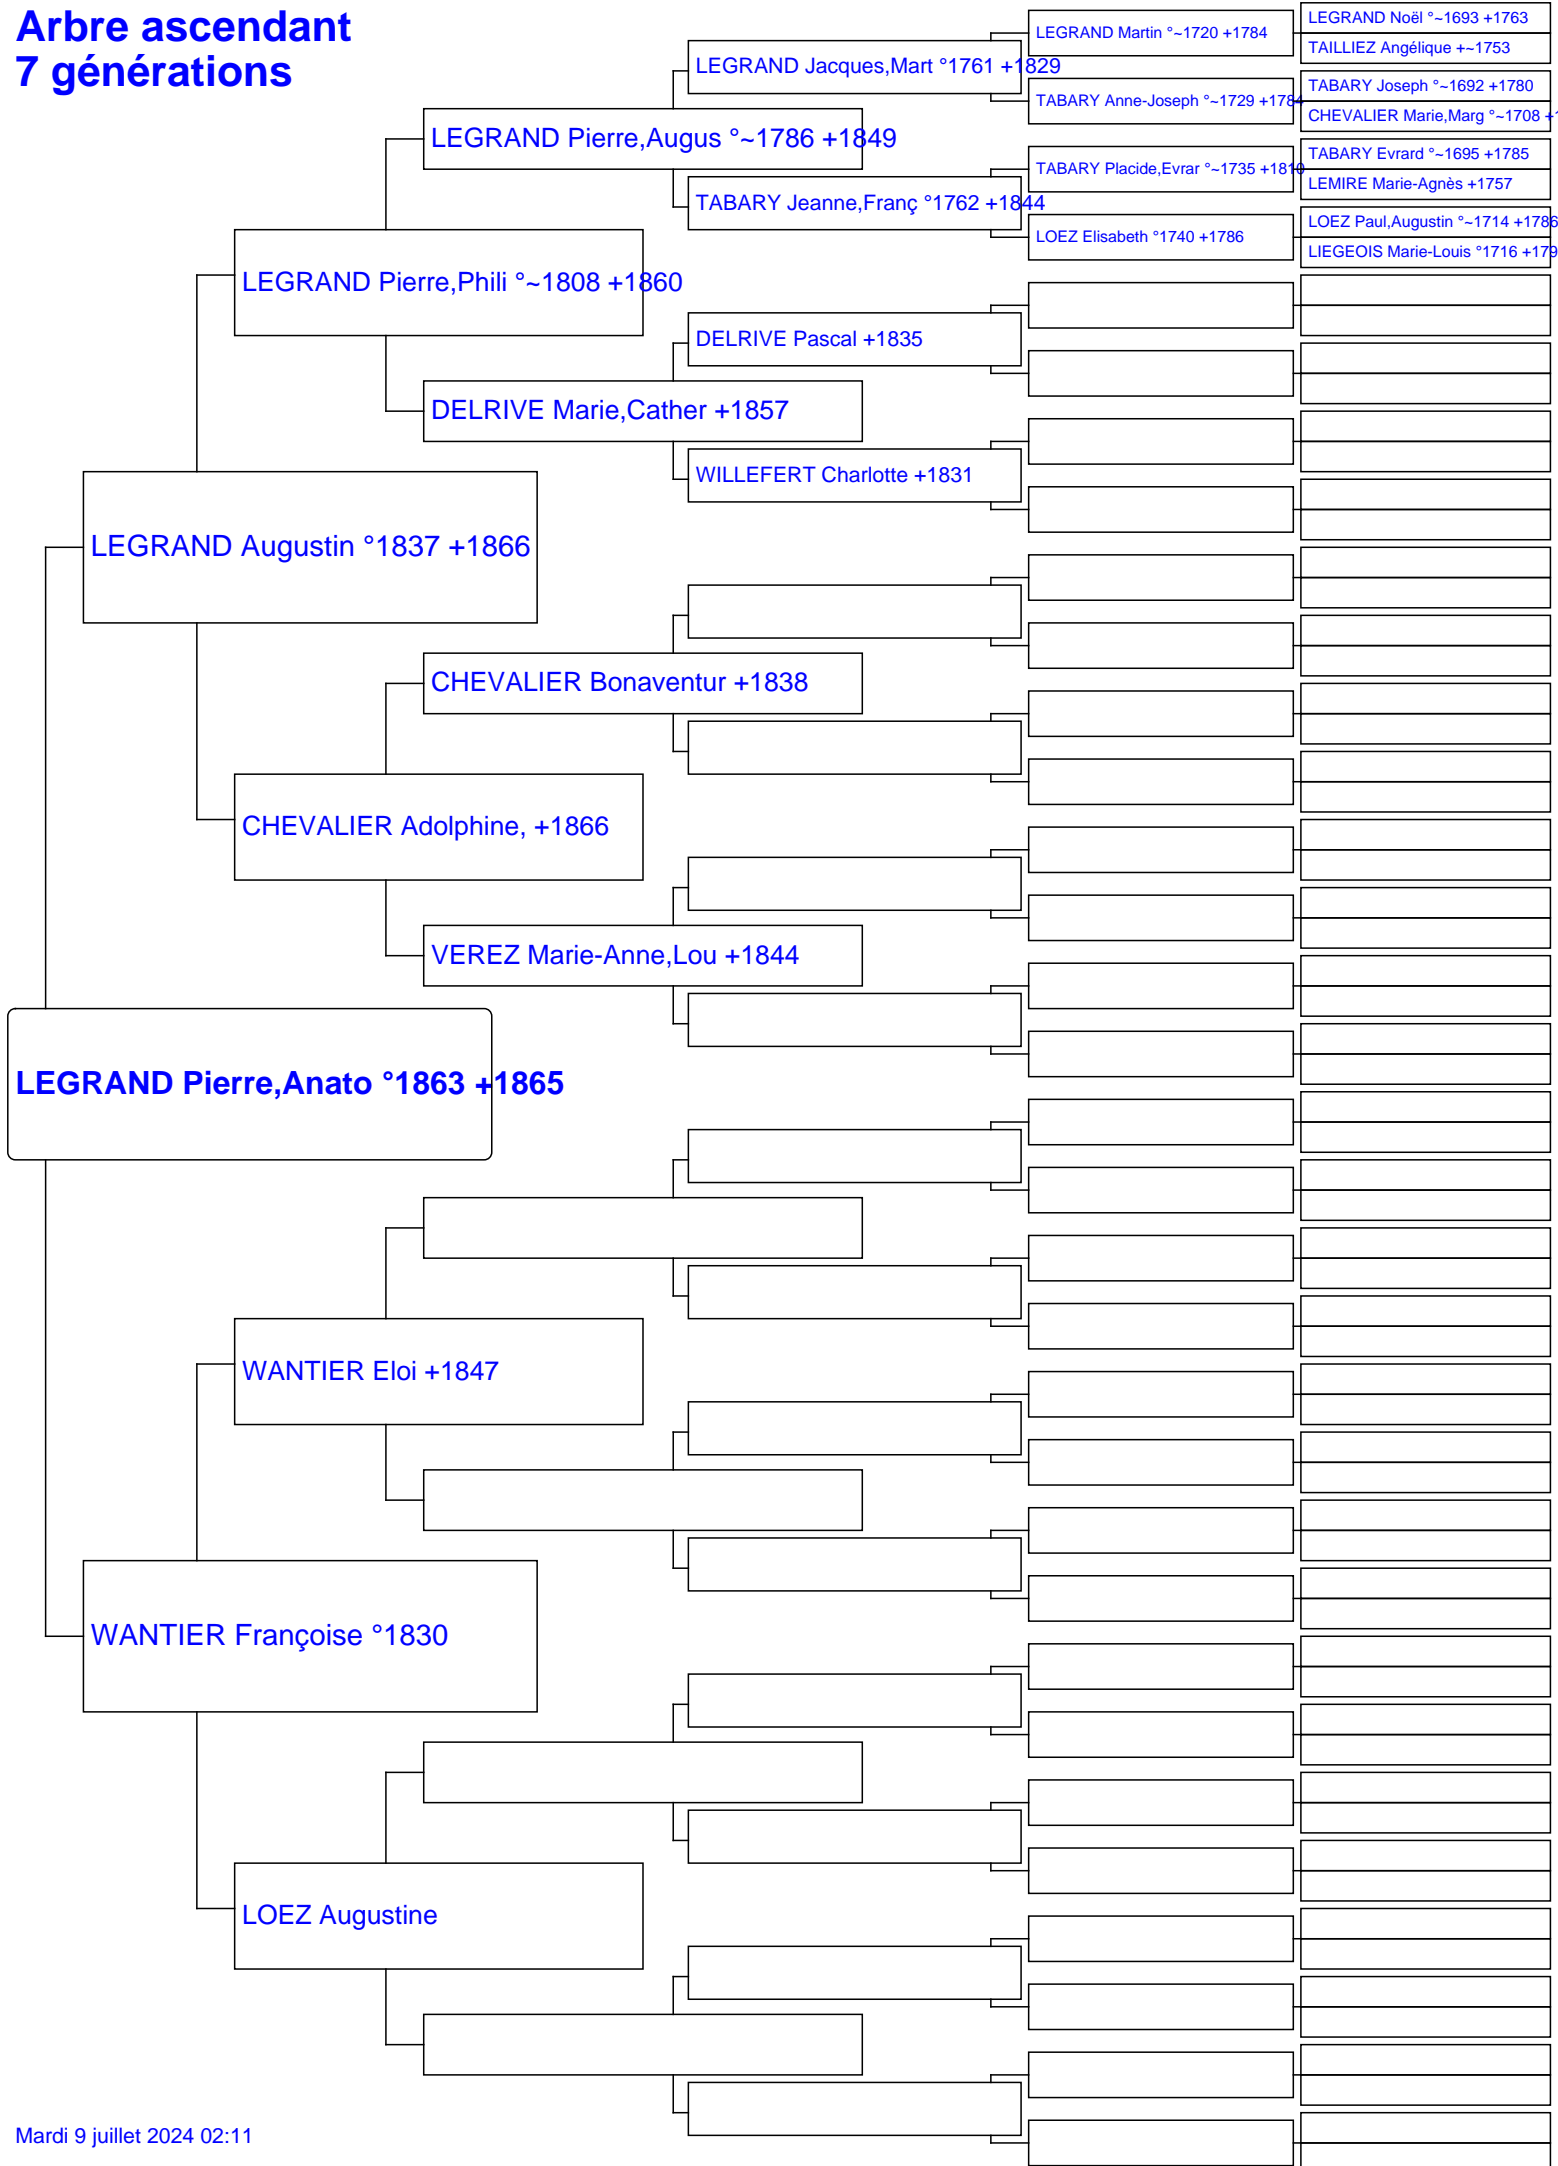 Arbre ascendant
7 générations
LEGRAND Noël °~1693 +1763
LEGRAND Martin °~1720 +1784
TAILLIEZ Angélique +~1753
LEGRAND Jacques,Mart °1761 +1829
TABARY Joseph °~1692 +1780
TABARY Anne-Joseph °~1729 +1784
CHEVALIER Marie,Marg °~1708
LEGRAND Pierre,Augus °~1786 +1849
TABARY Evrard °~1695 +1785
TABARY Placide,Evrar °~1735 +1810
LEMIRE Marie-Agnès +1757
TABARY Jeanne,Franç °1762 +1844
LOEZ Paul,Augustin °~1714 +1786
LOEZ Elisabeth °1740 +1786
LIEGEOIS Marie-Louis °1716 +179
LEGRAND Pierre,Phili °~1808 +1860
DELRIVE Pascal +1835
DELRIVE Marie,Cather +1857
WILLEFERT Charlotte +1831
LEGRAND Augustin °1837 +1866
CHEVALIER Bonaventur +1838
CHEVALIER Adolphine, +1866
VEREZ Marie-Anne,Lou +1844
LEGRAND Pierre,Anato °1863 +1865
WANTIER Eloi +1847
WANTIER Françoise °1830
LOEZ Augustine
Mardi 9 juillet 2024 02:11